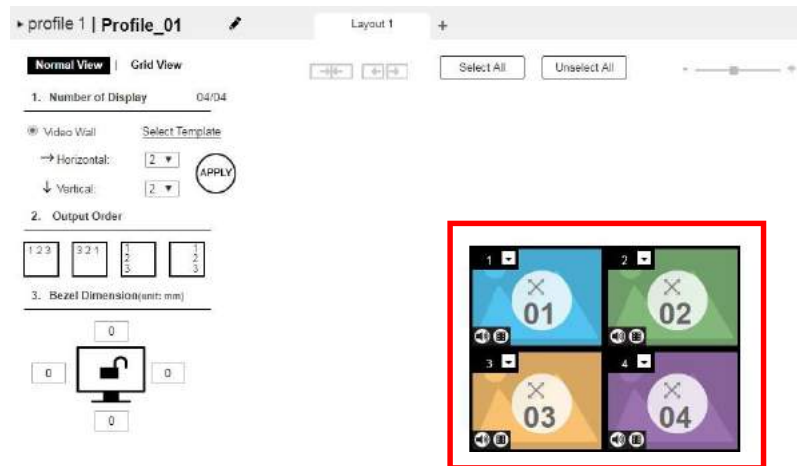 profile 1 | Profile_01
Layout 1 +
Normal View | Grid View
Select All
Unselect All
- +
1. Number of Display 04/04
Video Wall Select Template
Horizontal: 2
Vertical: 2
APPLY
2. Output Order
1 2 3
3 2 1
1
2
3
1
2
3
3. Bezel Dimension(unit: mm)
0
0
0
0
1
01
2
02
3
03
4
04